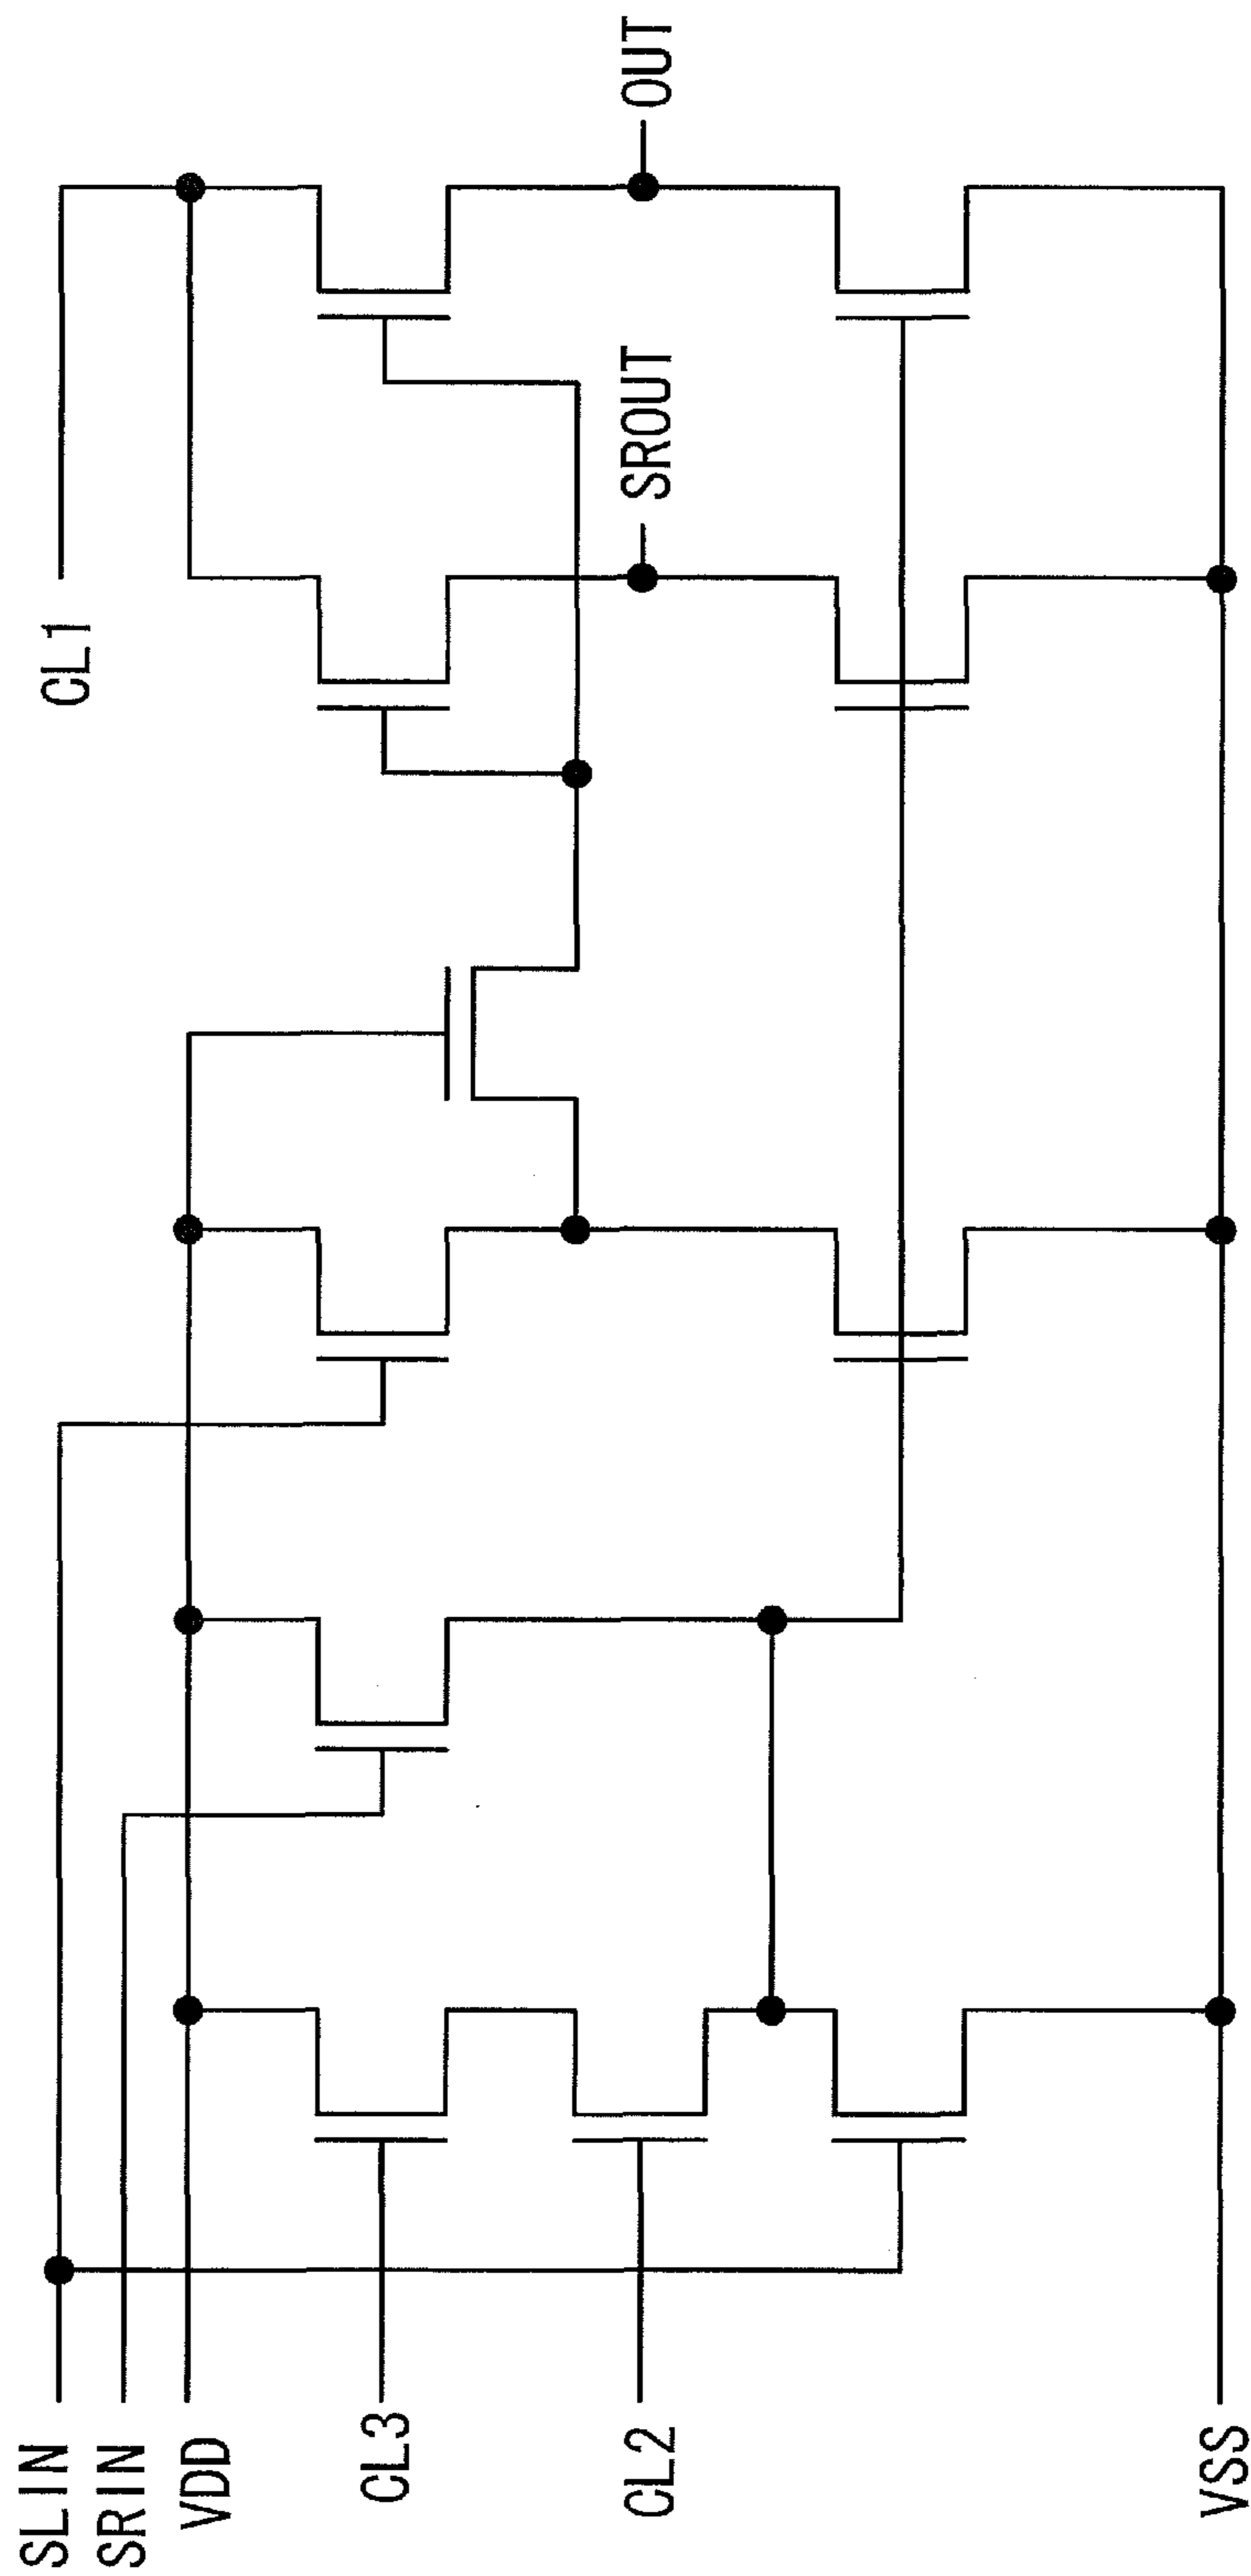 SLIN
SRIN
VDD
CL3
CL2
VSS
CL1
SROUT
OUT